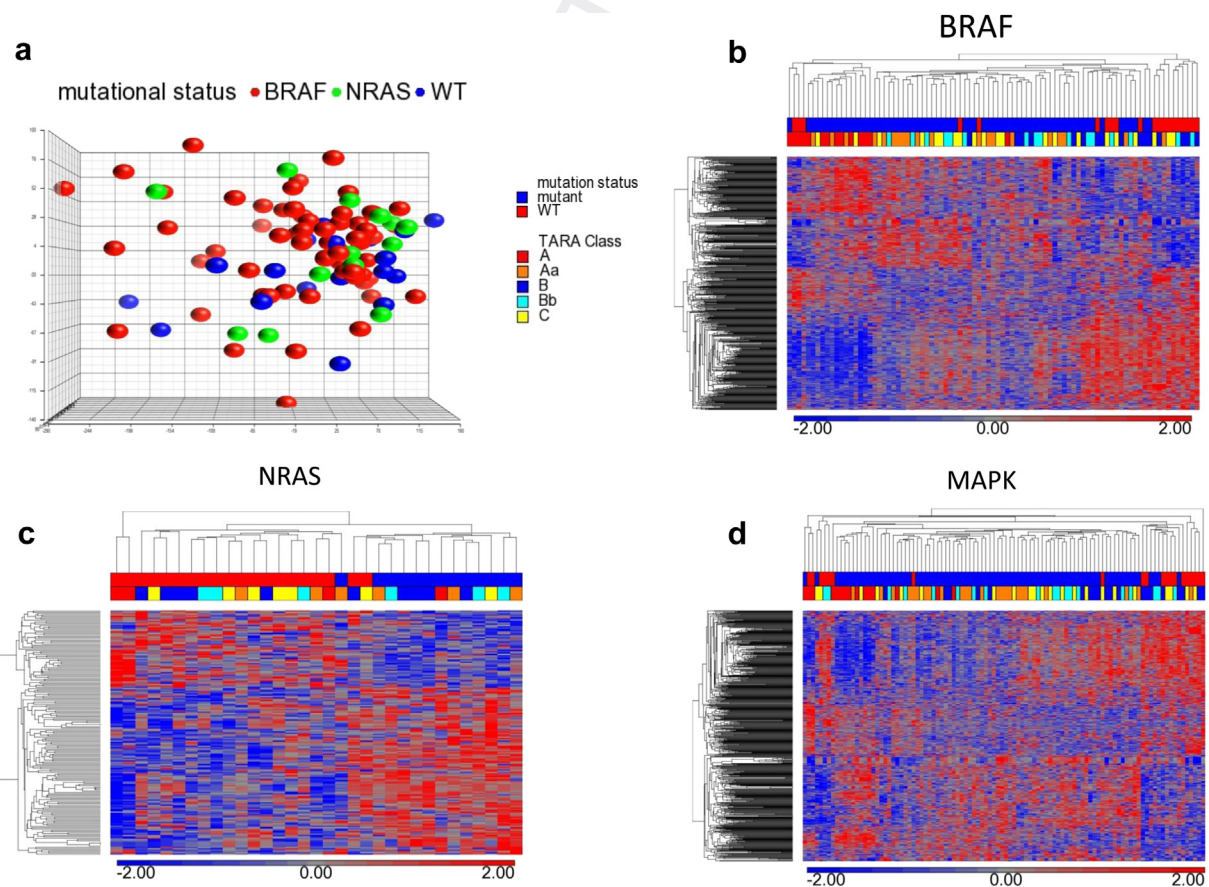 BRAF
a
b
mutational status BRAF NRAS WT
mutation status
mutant
WT
TARA Class
A
Aa
B
Bb
C
-2.00 0.00 2.00
NRAS
MAPK
c
d
-2.00 0.00 2.00
-2.00 0.00 2.00